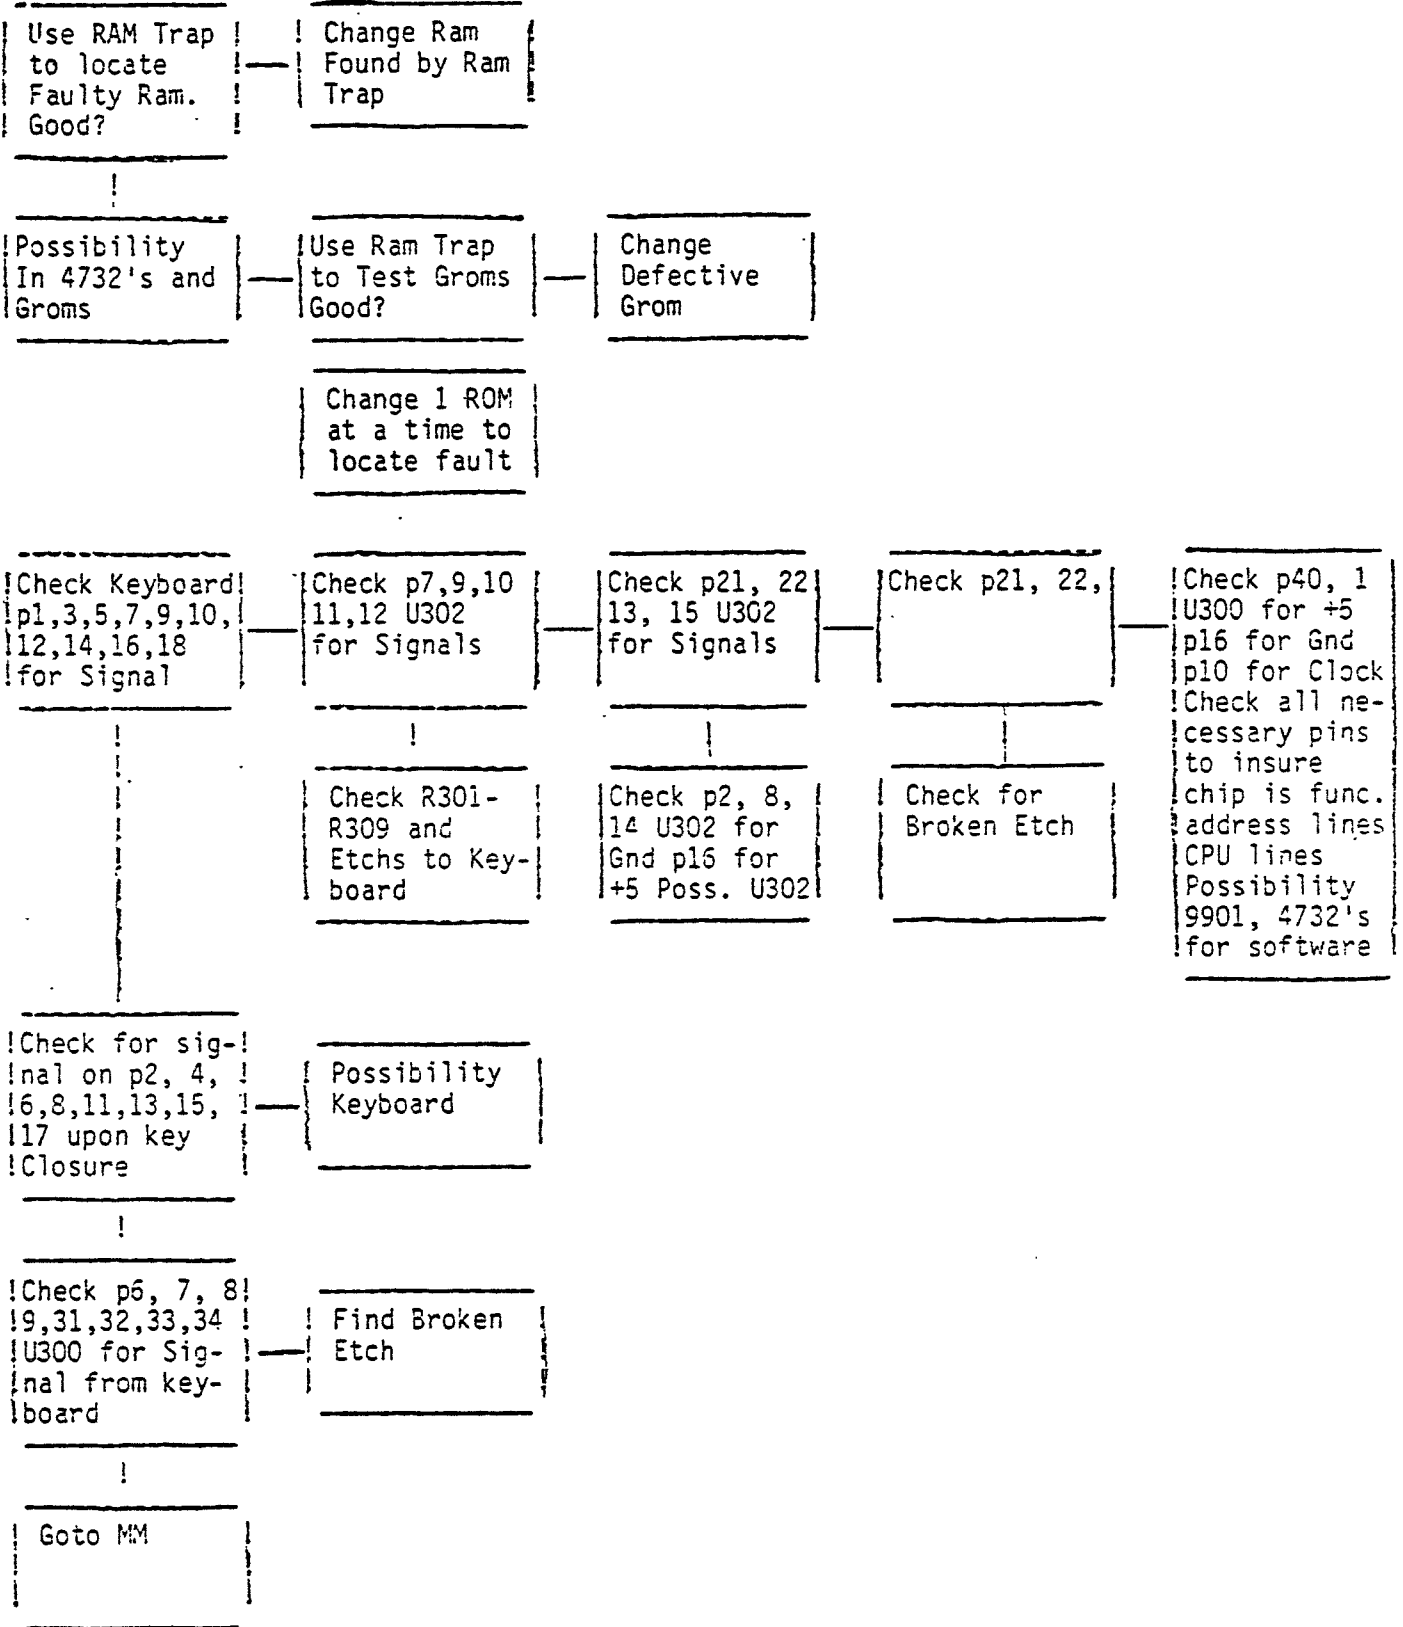 Use RAM Trap
to locate
Faulty Ram.
Good?
Change Ram
Found by Ram
Trap
Possibility
In 4732's and
Groms
Use Ram Trap
to Test Groms
Good?
Change
Defective
Grom
Change 1 ROM
at a time to
locate fault
Check Keyboard
p1,3,5,7,9,10,
12,14,16,18
for Signal
Check p7,9,10
11,12 U302
for Signals
Check p21, 22
13, 15 U302
for Signals
Check p21, 22,
Check p40, 1
U300 for +5
p16 for Gnd
p10 for Clock
Check all ne-
cessary pins
to insure
chip is func.
address lines
CPU lines
Possibility
9901, 4732's
for software
Check R301-
R309 and
Etchs to Key-
board
Check p2, 8,
14 U302 for
Gnd p16 for
+5 Poss. U302
Check for
Broken Etch
Check for sig-
nal on p2, 4,
6,8,11,13,15,
17 upon key
Closure
Possibility
Keyboard
Check p6, 7, 8
9,31,32,33,34
U300 for Sig-
nal from key-
board
Find Broken
Etch
Goto MM